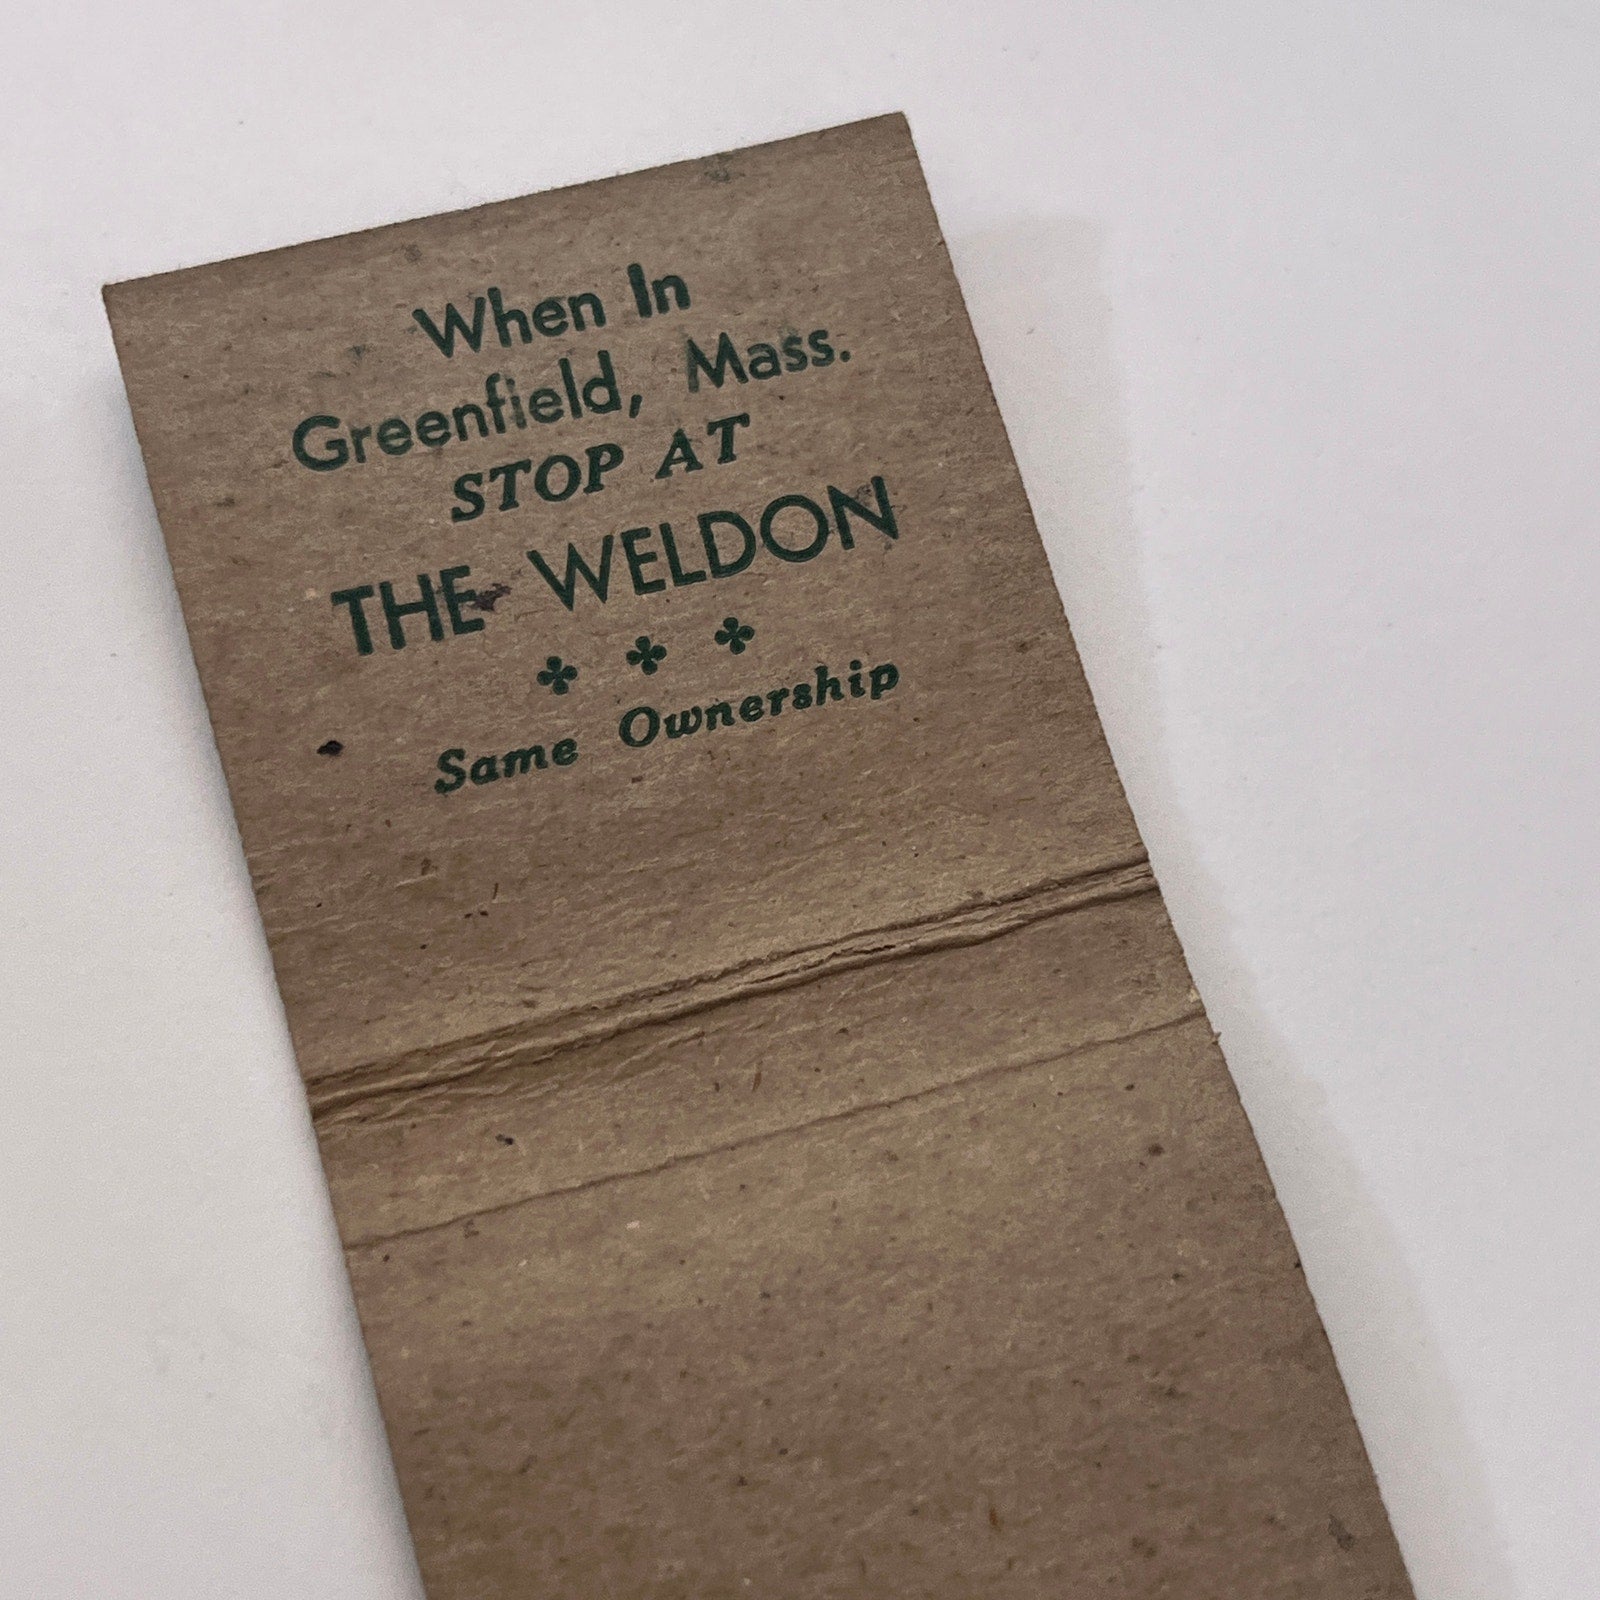 When In
Greenfield, Mass.
STOP AT
THE WELDON
Same Ownership